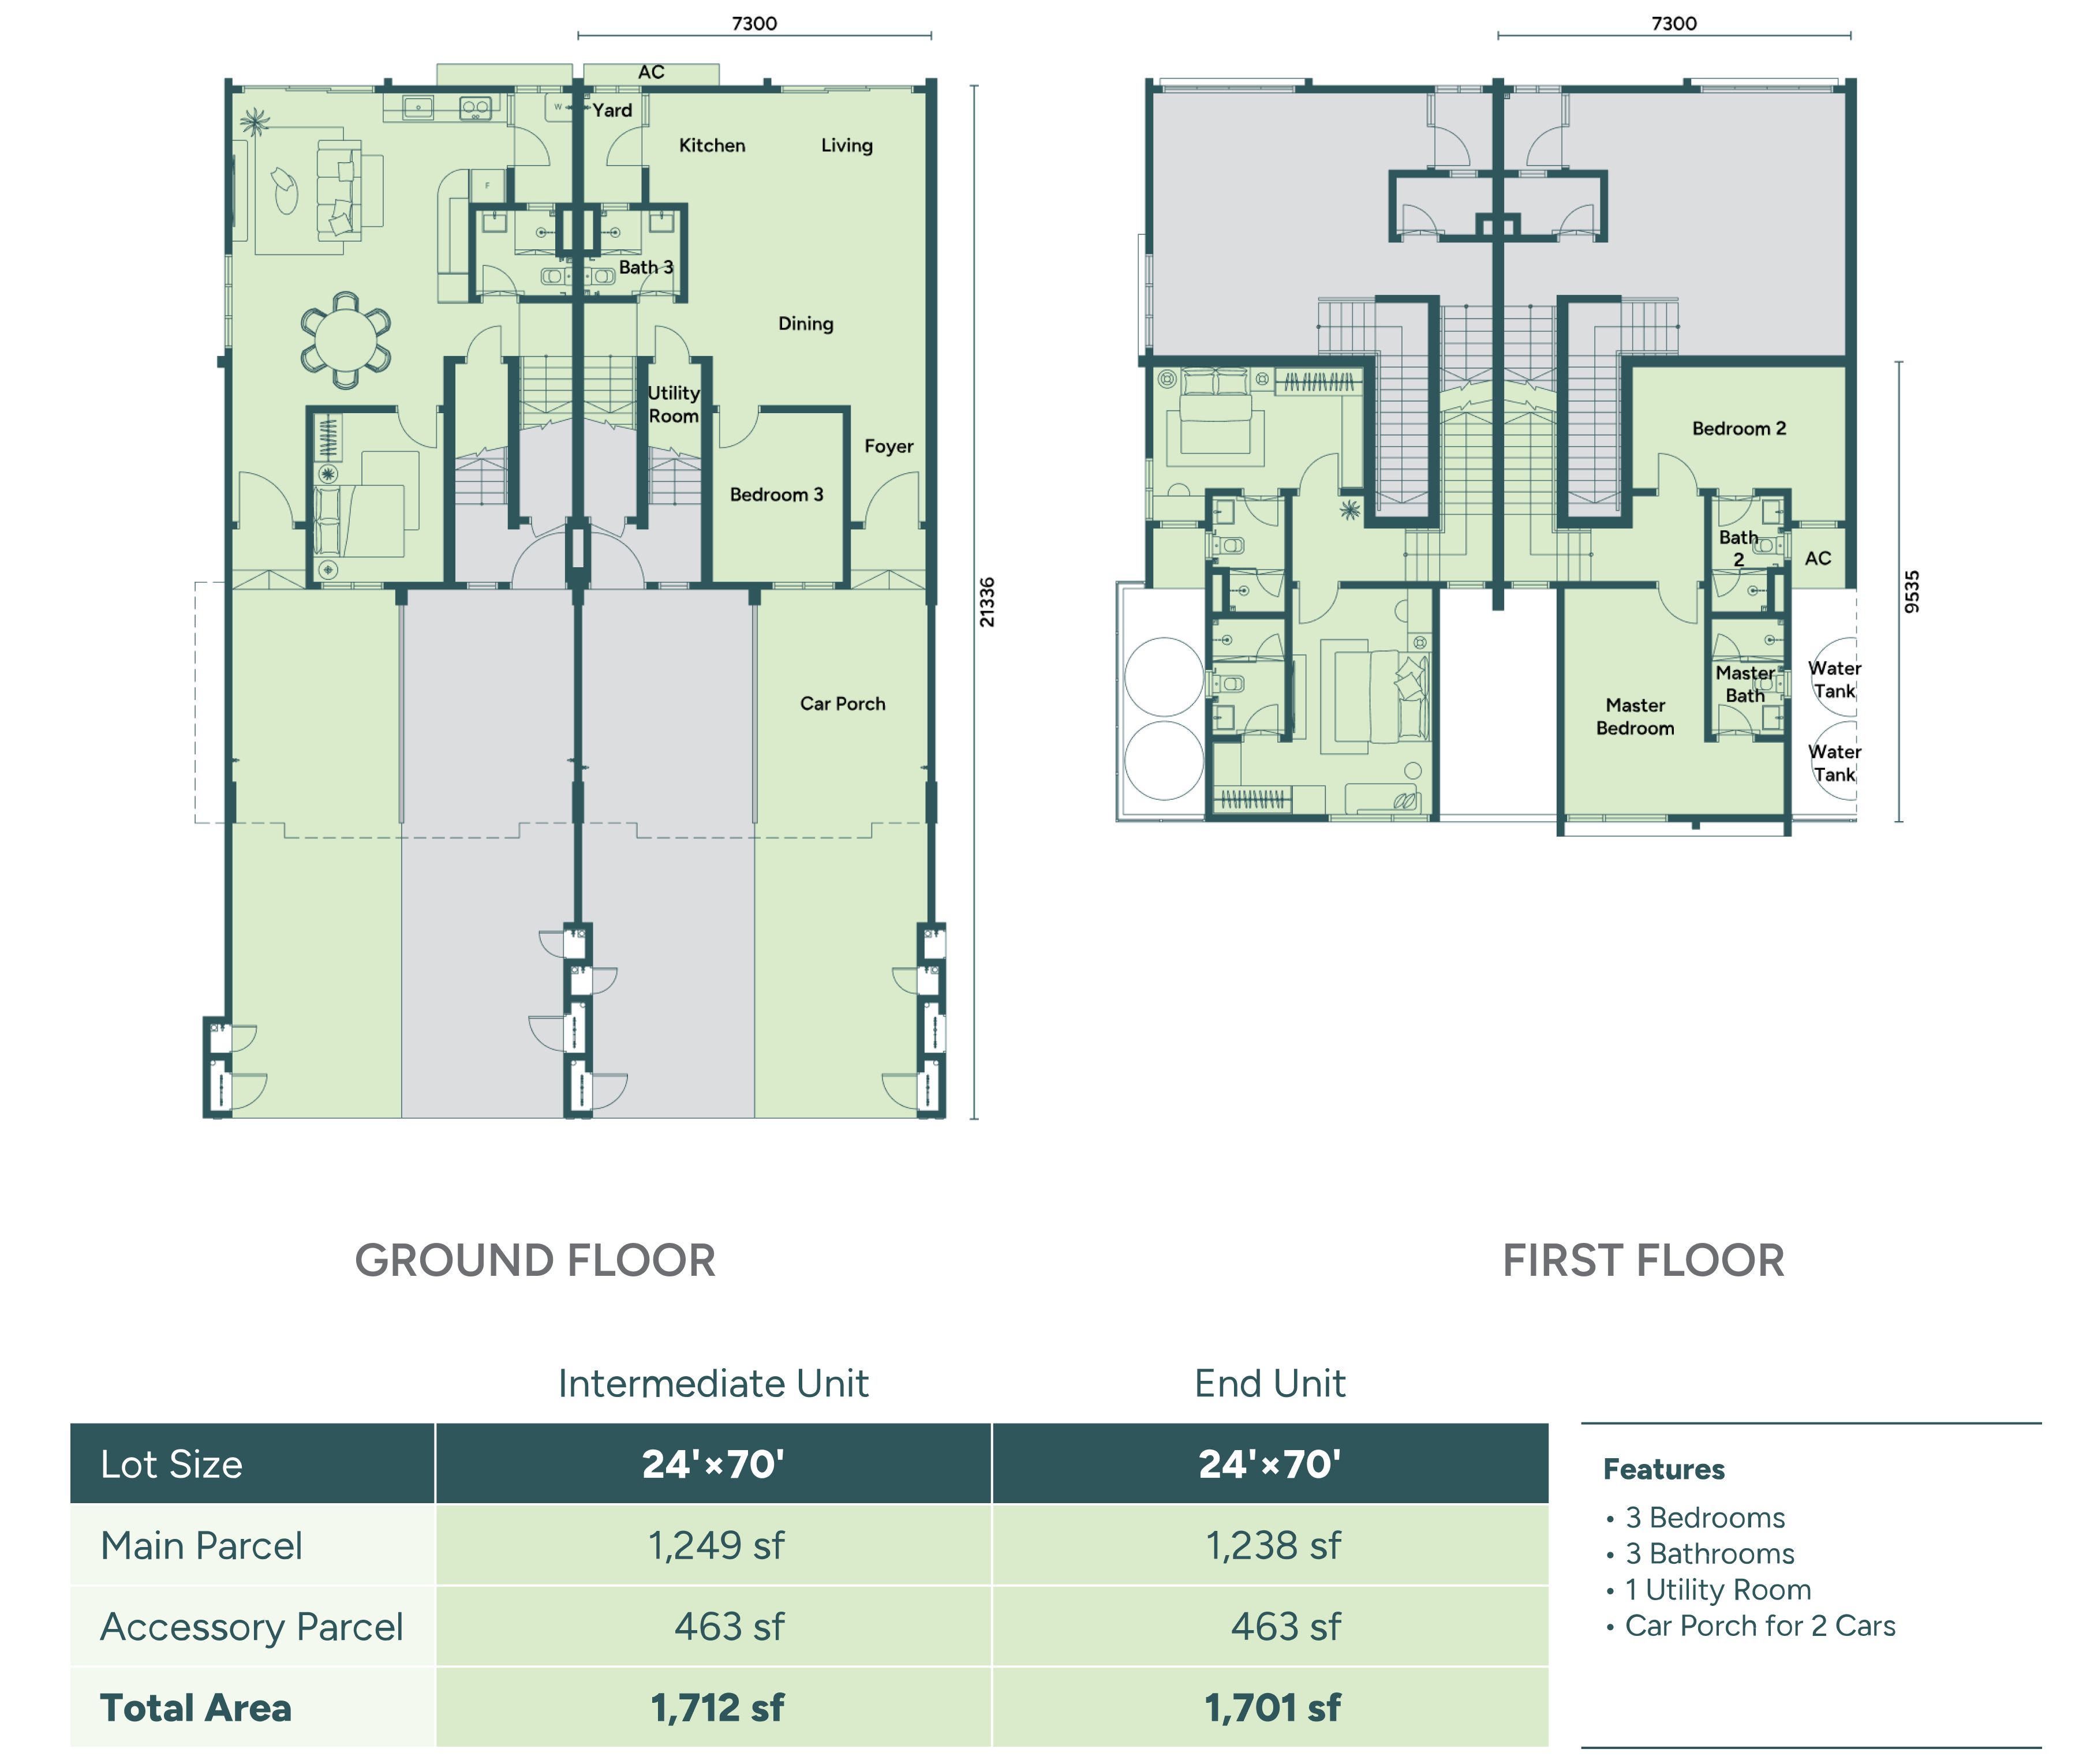 7300
7300
AC
W
Yard
Kitchen
Living
F
Bath 3
Dining
Utility
Room
Foyer
Bedroom 3
21336
Car Porch
Bedroom 2
Bath
2
AC
9535
Master
Bath
Water
Tank
Master
Bedroom
Water
Tank
GROUND FLOOR
FIRST FLOOR
Intermediate Unit
End Unit
Lot Size
24'×70'
24'×70'
Main Parcel
1,249 sf
1,238 sf
Accessory Parcel
463 sf
463 sf
Total Area
1,712 sf
1,701 sf
Features
• 3 Bedrooms
• 3 Bathrooms
• 1 Utility Room
• Car Porch for 2 Cars